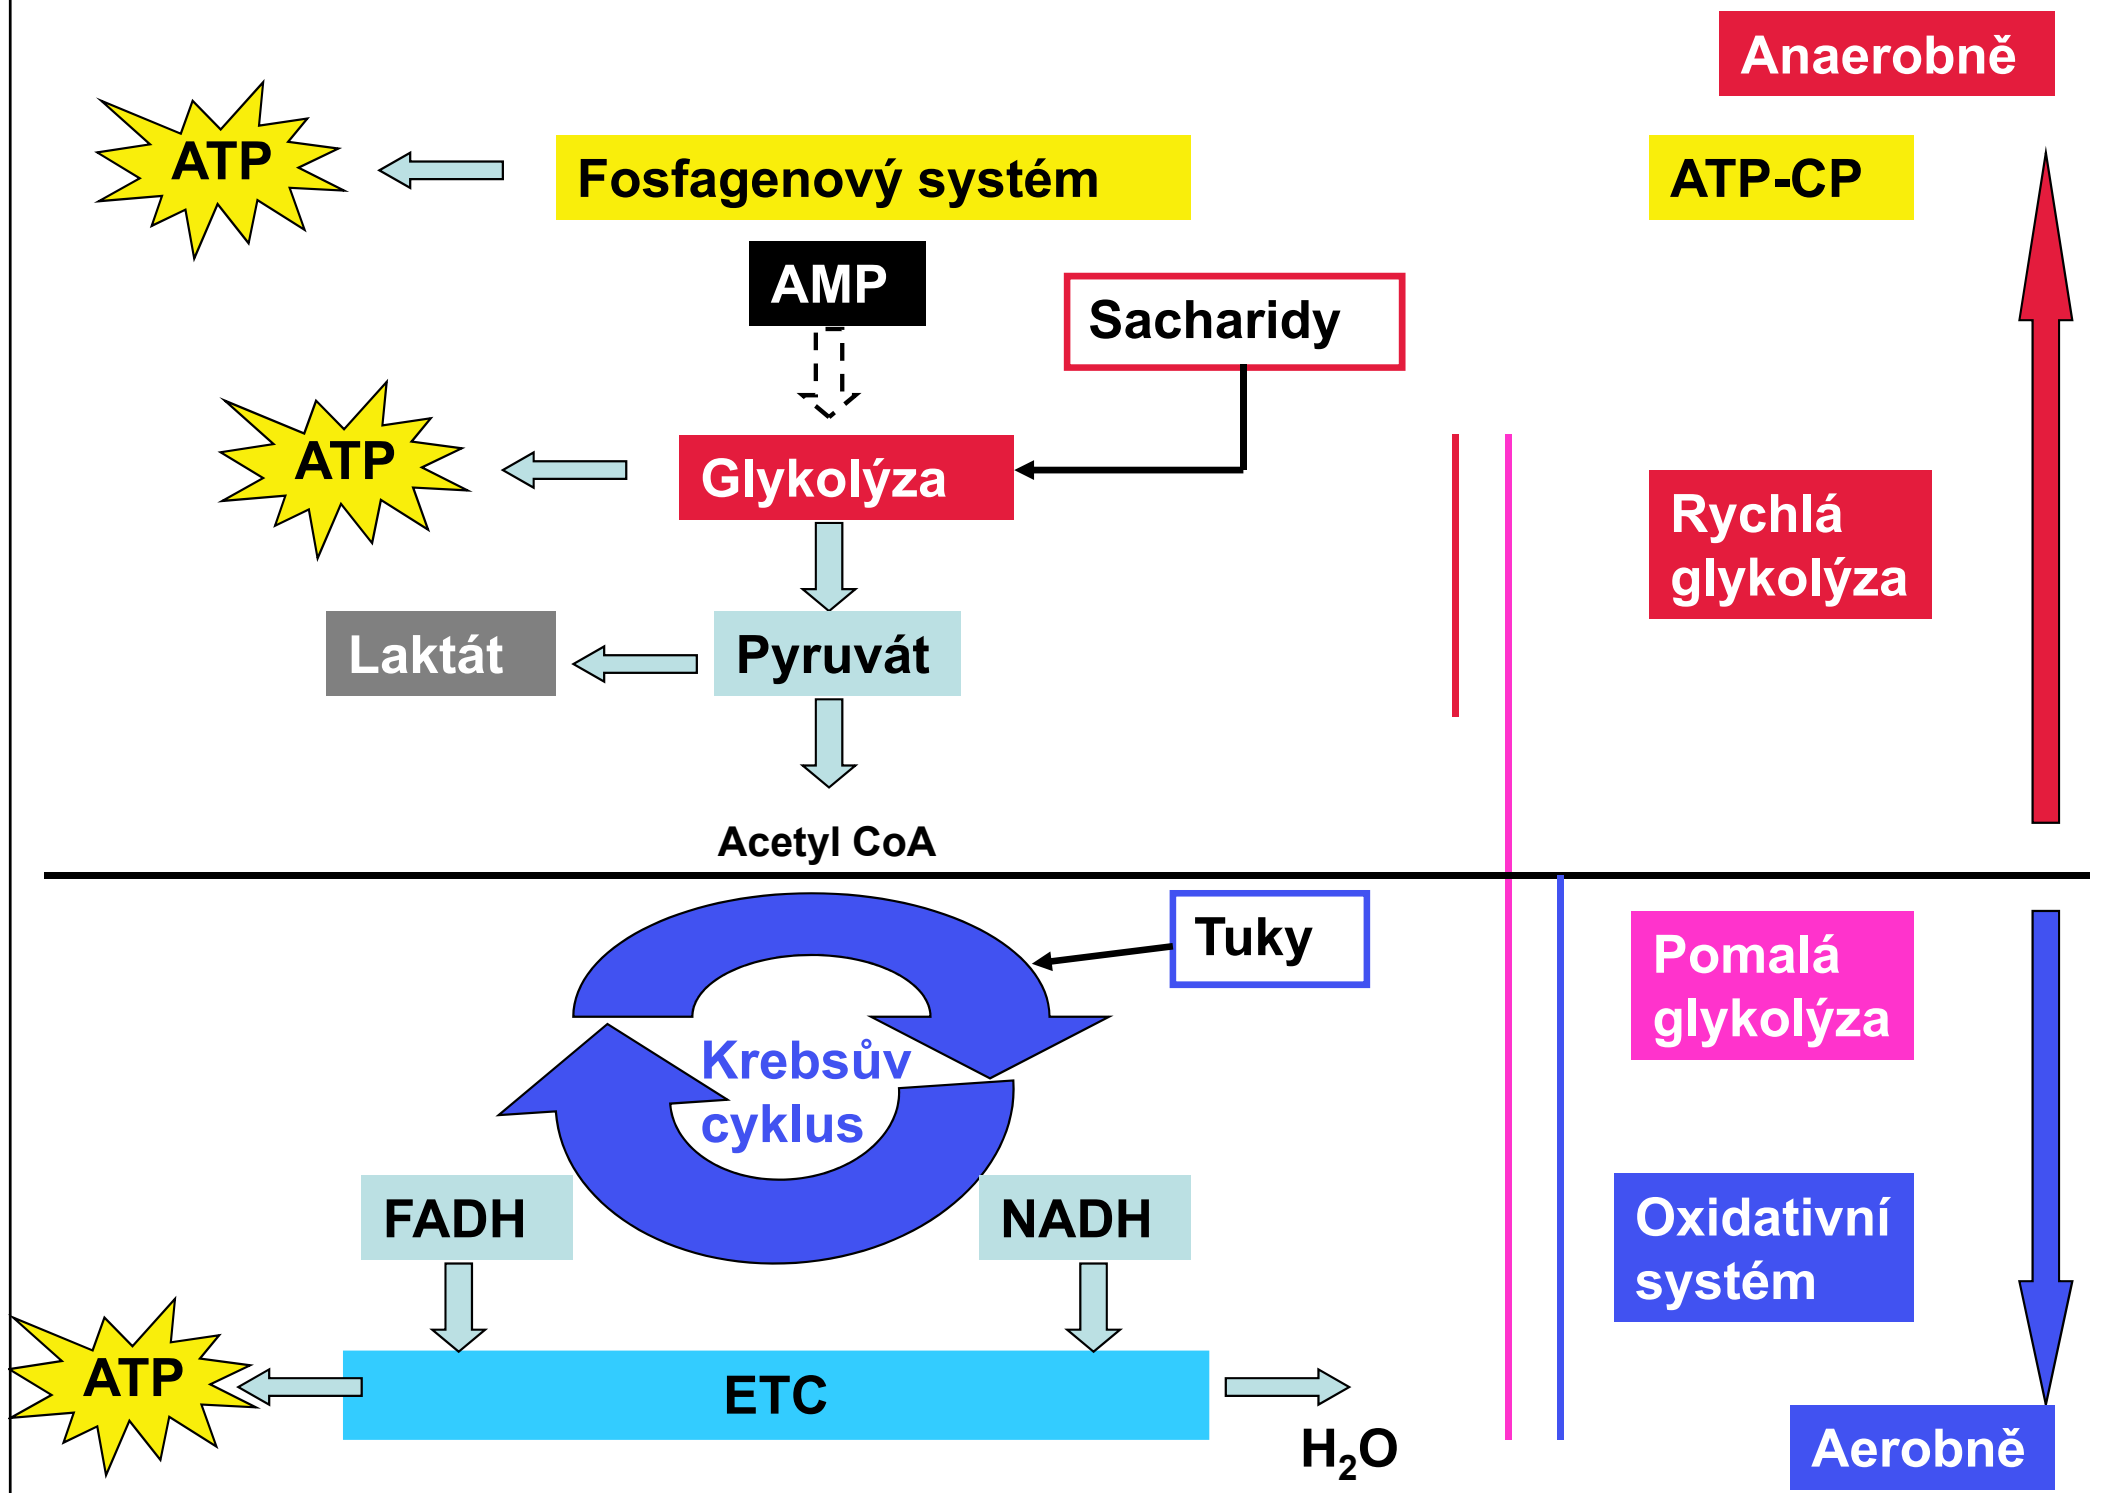 Anaerobně
ATP
Fosfagenový systém
ATP-CP
AMP
Sacharidy
ATP
Glykolýza
Rychlá
glykolýza
Laktát
Pyruvát
Acetyl CoA
Tuky
Pomalá
glykolýza
Krebsův
cyklus
FADH
NADH
Oxidativní
systém
ATP
ETC
H₂O
Aerobně